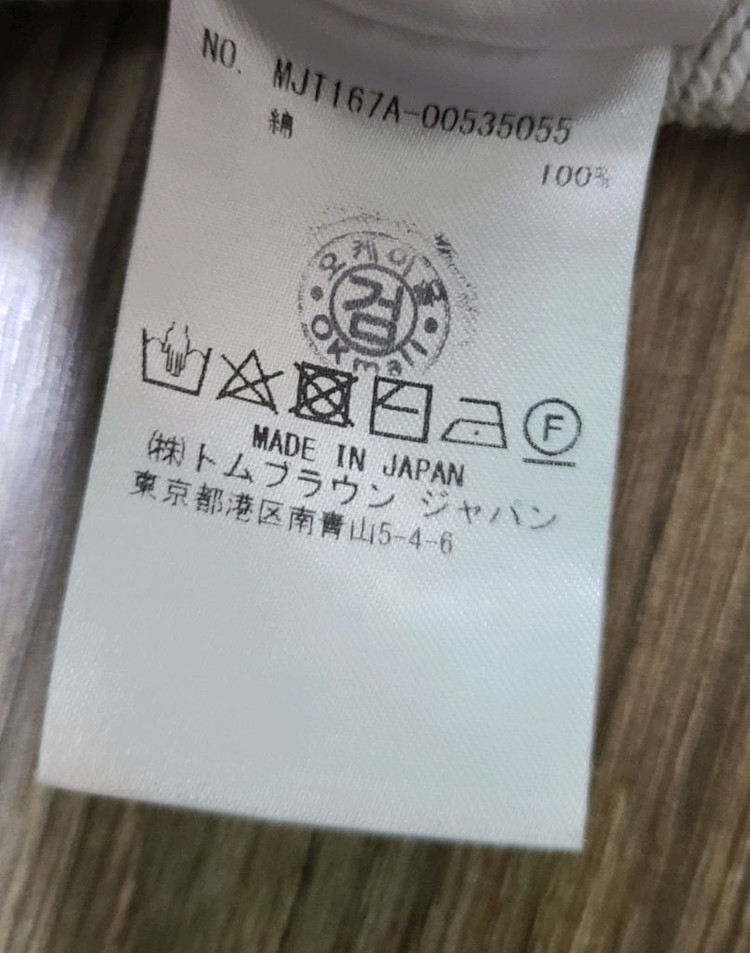 NO. MJT167A-00535055
綿
100%
오케이몰
검
okmall
F
MADE IN JAPAN
(株)トムブラウン ジャパン
東京都港区南青山5-4-6